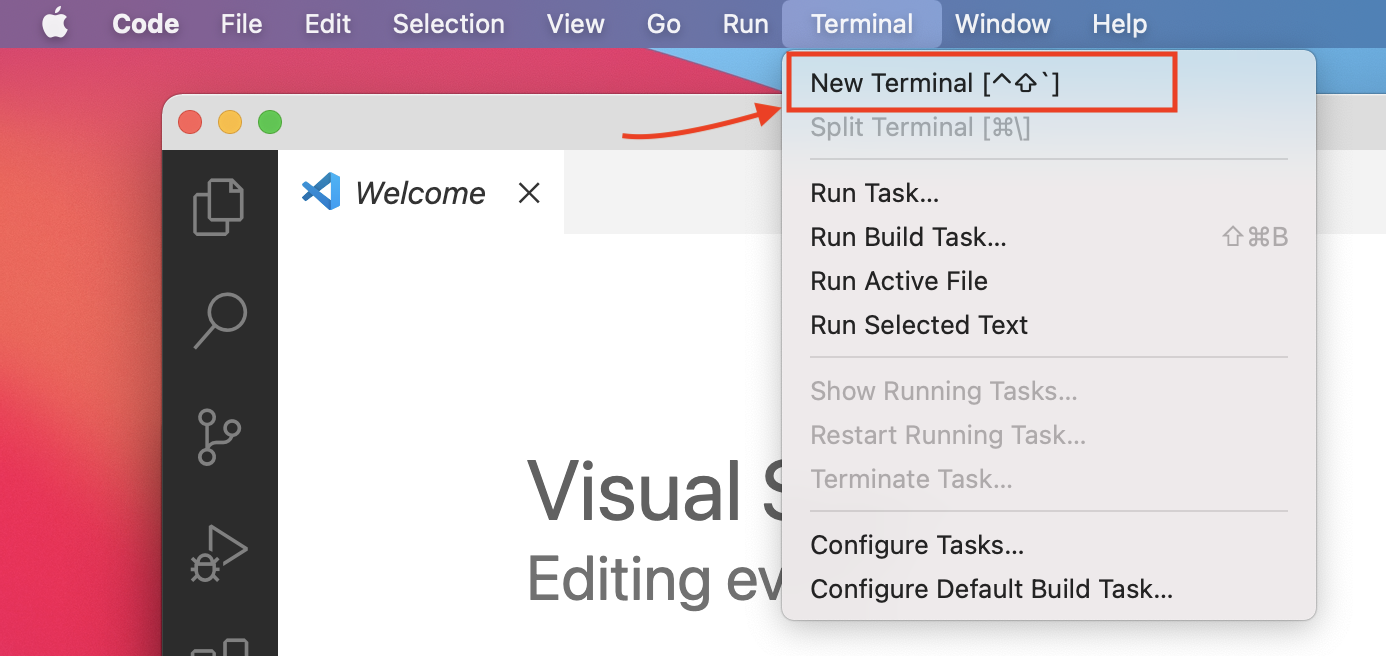 Code File Edit Selection View Go Run Terminal Window Help
New Terminal [^⇧`]
Split Terminal [⌘\]
Run Task...
Run Build Task... ⇧⌘B
Run Active File
Run Selected Text
Show Running Tasks...
Restart Running Task...
Terminate Task...
Configure Tasks...
Configure Default Build Task...
Welcome
Visual
Editing